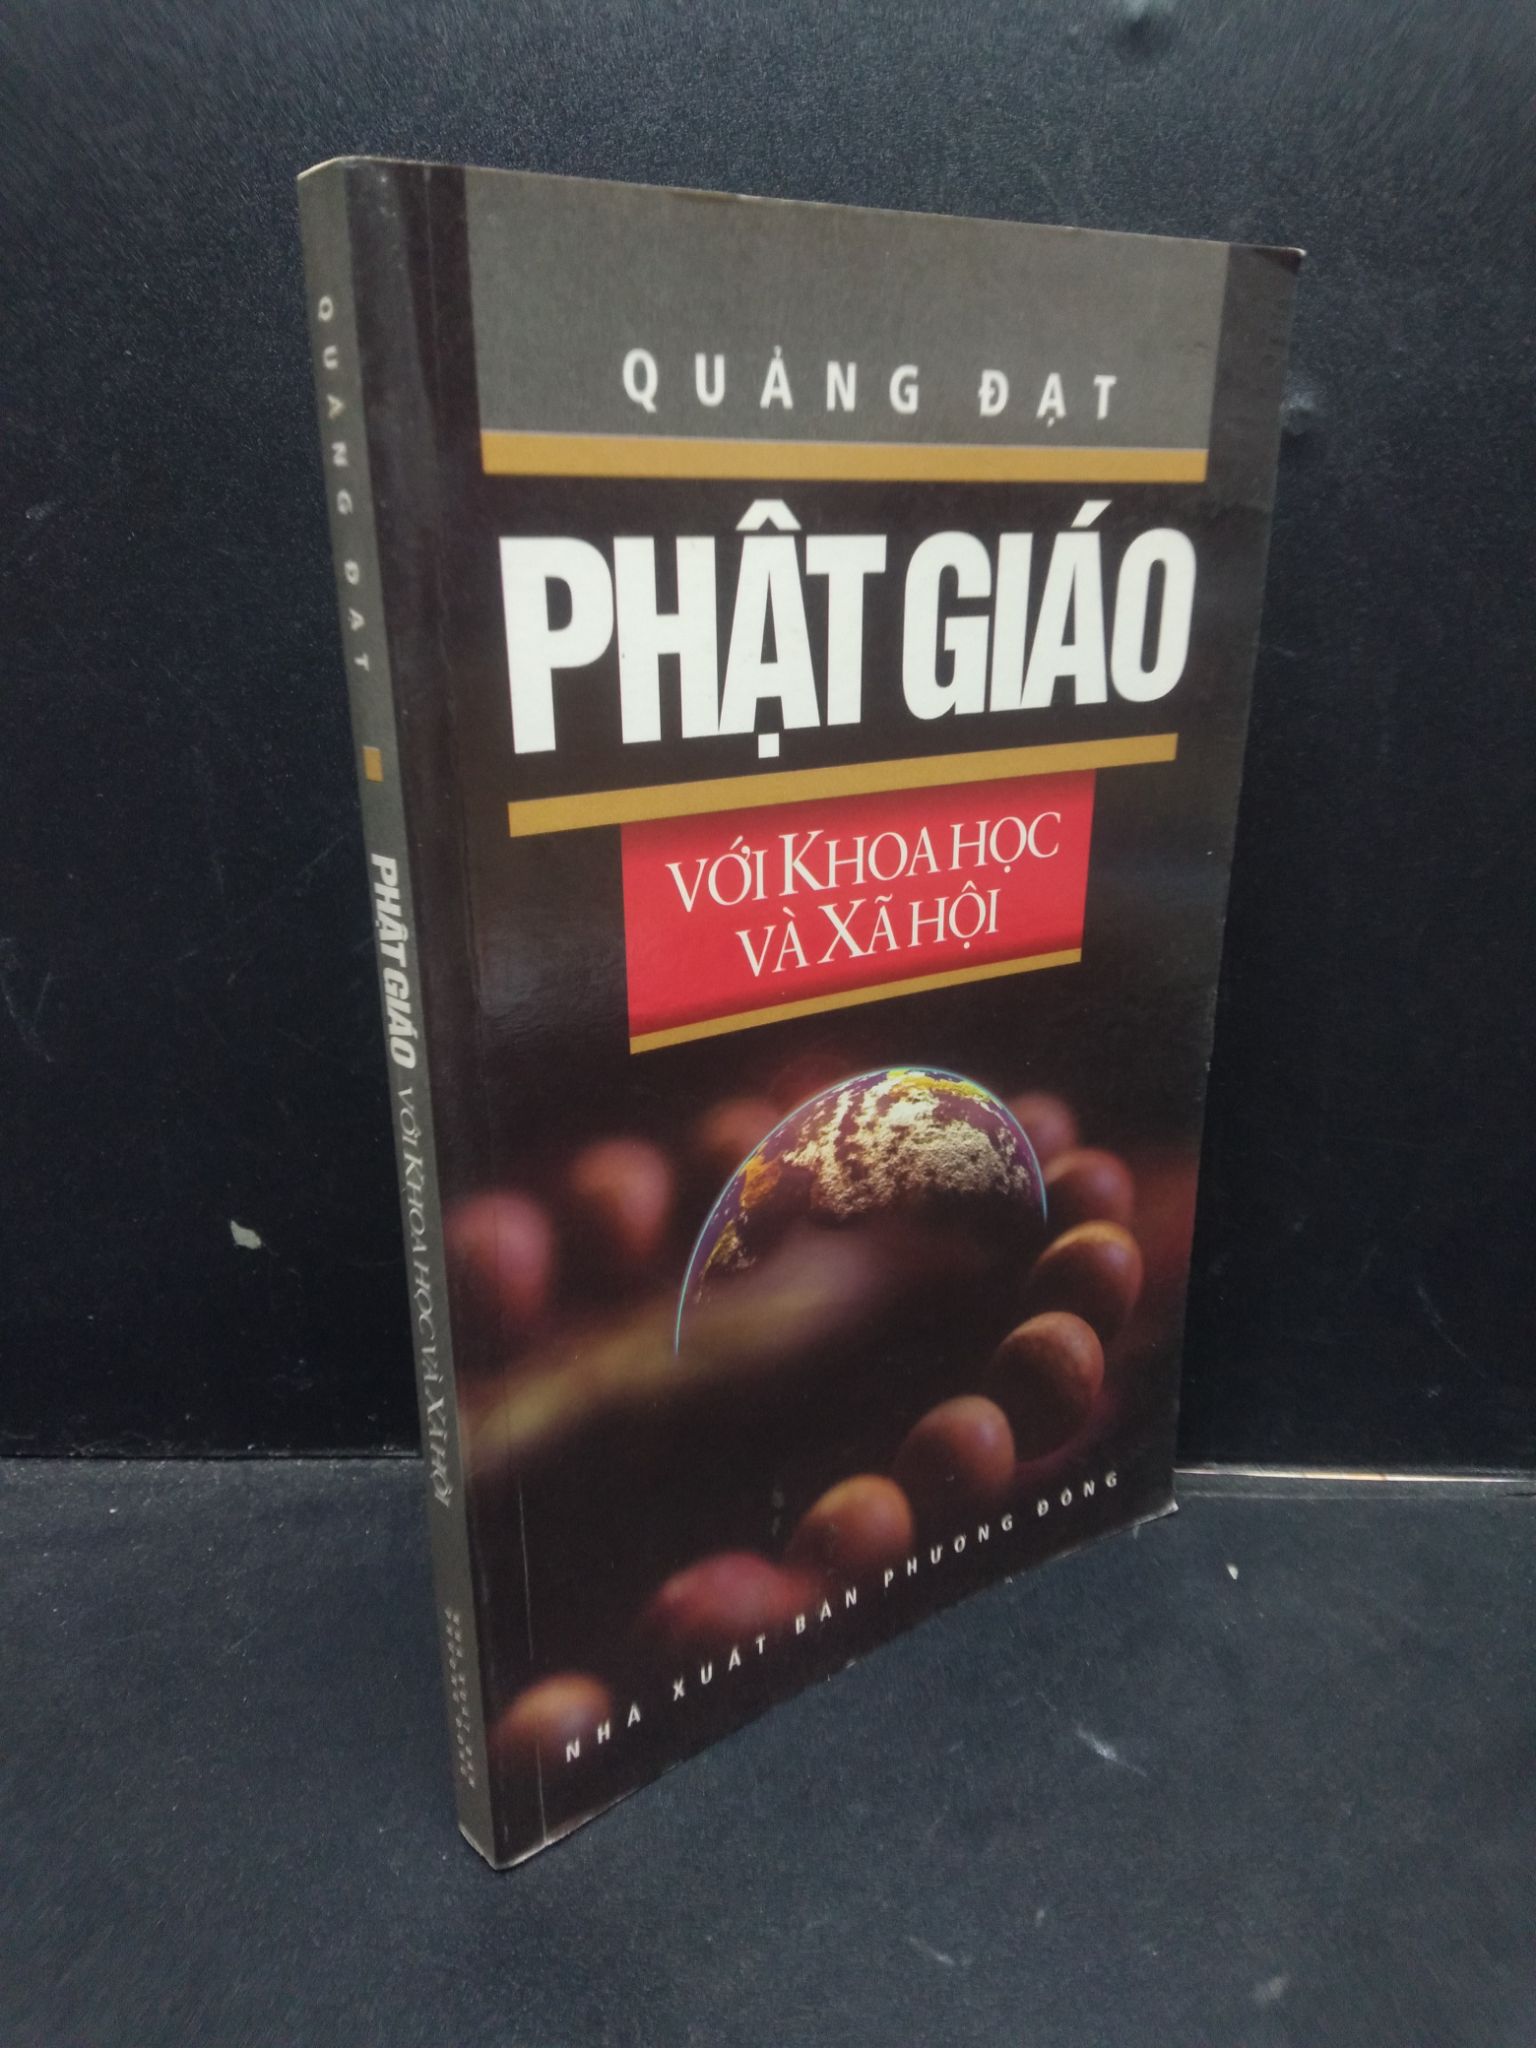 QUẢNG ĐẠT
PHẬT GIÁO
VỚI KHOA HỌC
VÀ XÃ HỘI
NHÀ XUẤT BẢN PHƯƠNG ĐÔNG
QUẢNG ĐẠT
PHẬT GIÁO VỚI KHOA HỌC VÀ XÃ HỘI